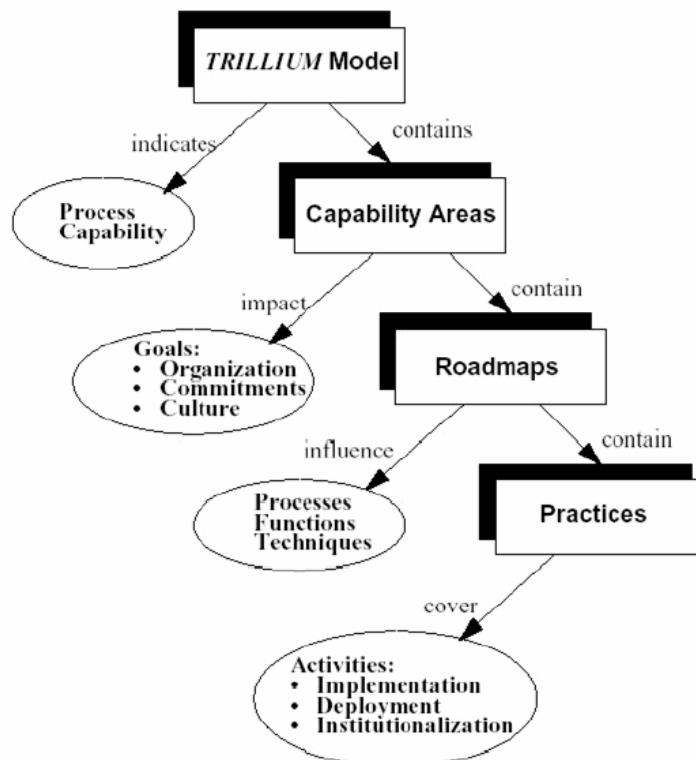 TRILLIUM Model
indicates
contains
Process
Capability
Capability Areas
impact
contain
Goals:
• Organization
• Commitments
• Culture
Roadmaps
influence
contain
Processes
Functions
Techniques
Practices
cover
Activities:
• Implementation
• Deployment
• Institutionalization